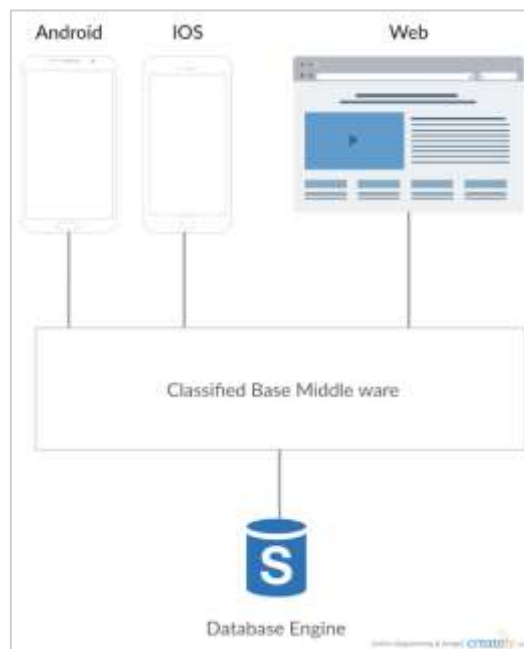 Android IOS Web
Classified Base Middle ware
S
Database Engine
creately